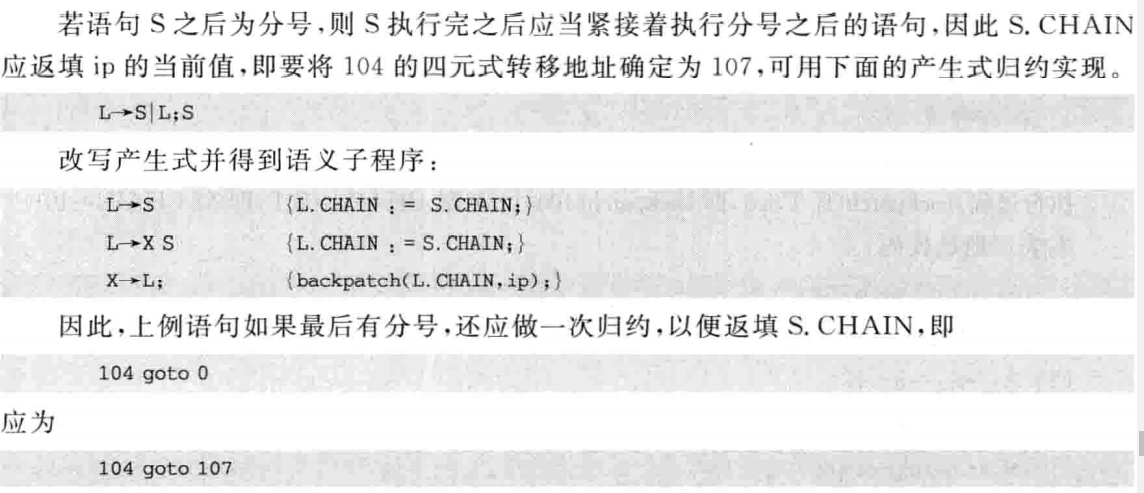 若语句 S 之后为分号,则 S 执行完之后应当紧接着执行分号之后的语句,因此 S. CHAIN
应返填 ip 的当前值,即要将 104 的四元式转移地址确定为 107,可用下面的产生式归约实现。
L→S|L;S
改写产生式并得到语义子程序:
L→S {L.CHAIN := S.CHAIN;}
L→X S {L.CHAIN := S.CHAIN;}
X→L; {backpatch(L.CHAIN,ip);}
因此,上例语句如果最后有分号,还应做一次归约,以便返填 S. CHAIN,即
104 goto 0
应为
104 goto 107